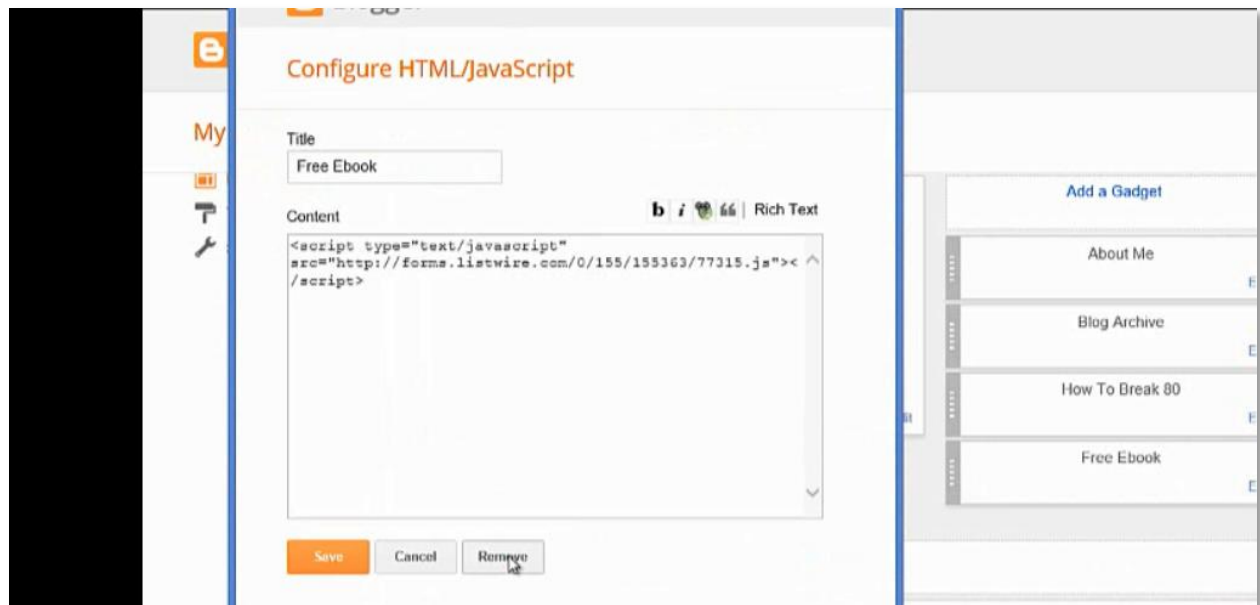 Blogger
Configure HTML/JavaScript
My
Title
Free Ebook
Content
b i “ | Rich Text
<script type="text/javascript"
src="http://forms.listwire.com/0/155/155363/77315.js"><
/script>
Save Cancel Remove
Add a Gadget
About Me
E
Blog Archive
E
How To Break 80
E
Free Ebook
E